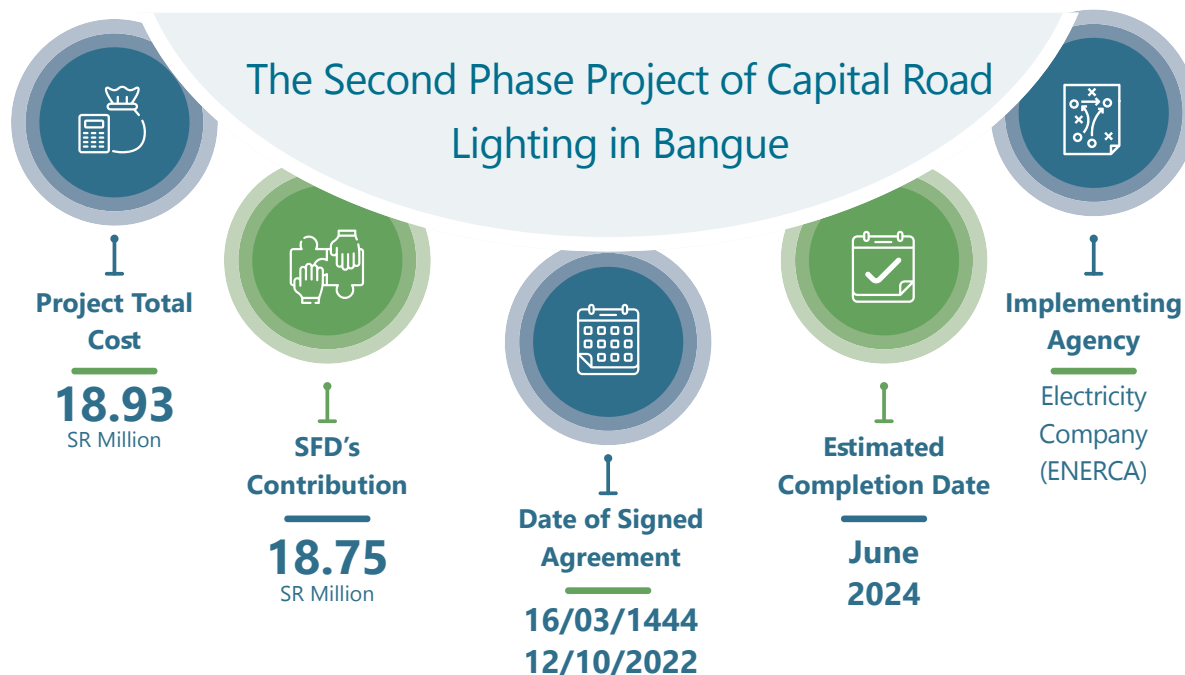 The Second Phase Project of Capital Road
Lighting in Bangue
Project Total
Cost
18.93
SR Million
SFD's
Contribution
18.75
SR Million
Date of Signed
Agreement
16/03/1444
12/10/2022
Estimated
Completion Date
June
2024
Implementing
Agency
Electricity
Company
(ENERCA)